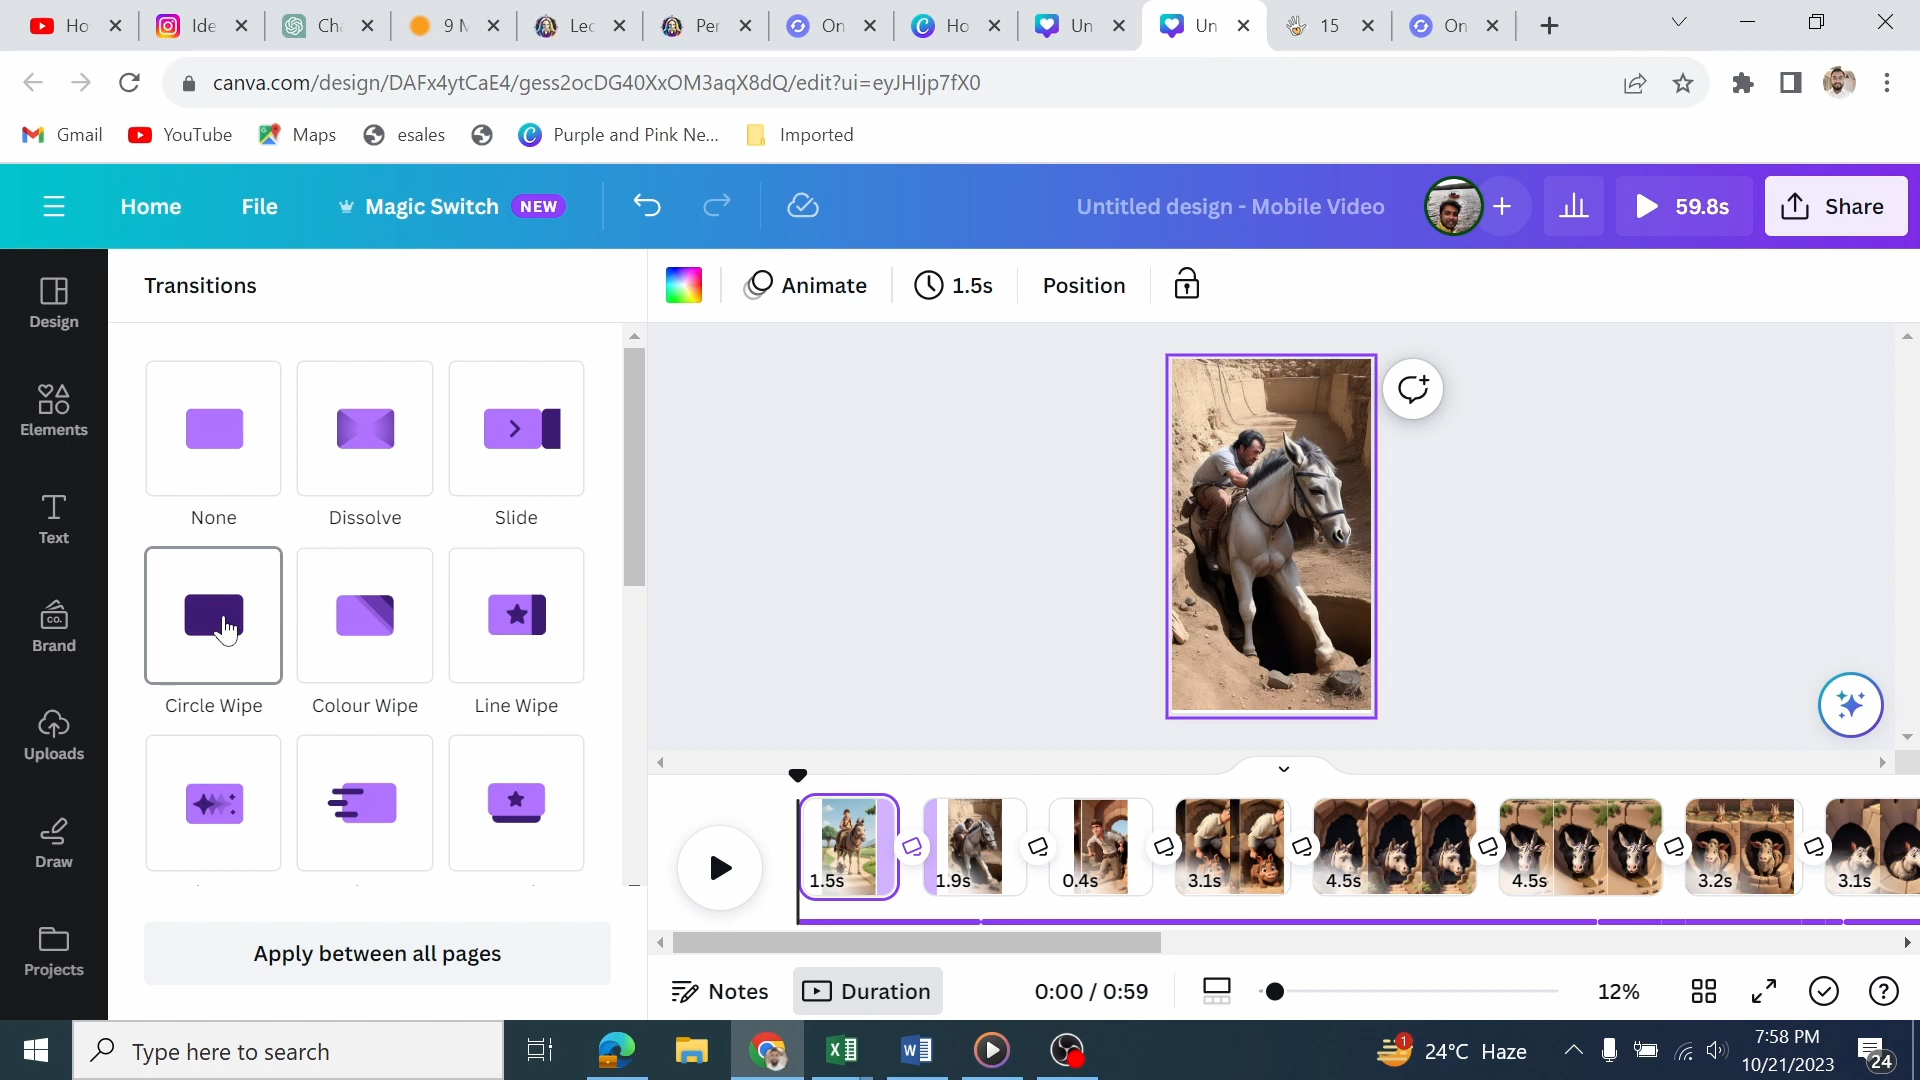 Ho
Ide
Cha
9 M
Lec
Per
On
Ho
Un
Un
15
On
canva.com/design/DAFx4ytCaE4/gess2ocDG40XxOM3aqX8dQ/edit?ui=eyJHIjp7fX0
Gmail
YouTube
Maps
esales
Purple and Pink Ne...
Imported
Home
File
Magic Switch
NEW
Untitled design - Mobile Video
59.8s
Share
Design
Elements
Text
Brand
Uploads
Draw
Projects
Transitions
None
Dissolve
Slide
Circle Wipe
Colour Wipe
Line Wipe
Apply between all pages
Animate
1.5s
Position
1.5s
1.9s
0.4s
3.1s
4.5s
4.5s
3.2s
3.1s
Notes
Duration
0:00 / 0:59
12%
Type here to search
1
24°C Haze
7:58 PM
10/21/2023
24